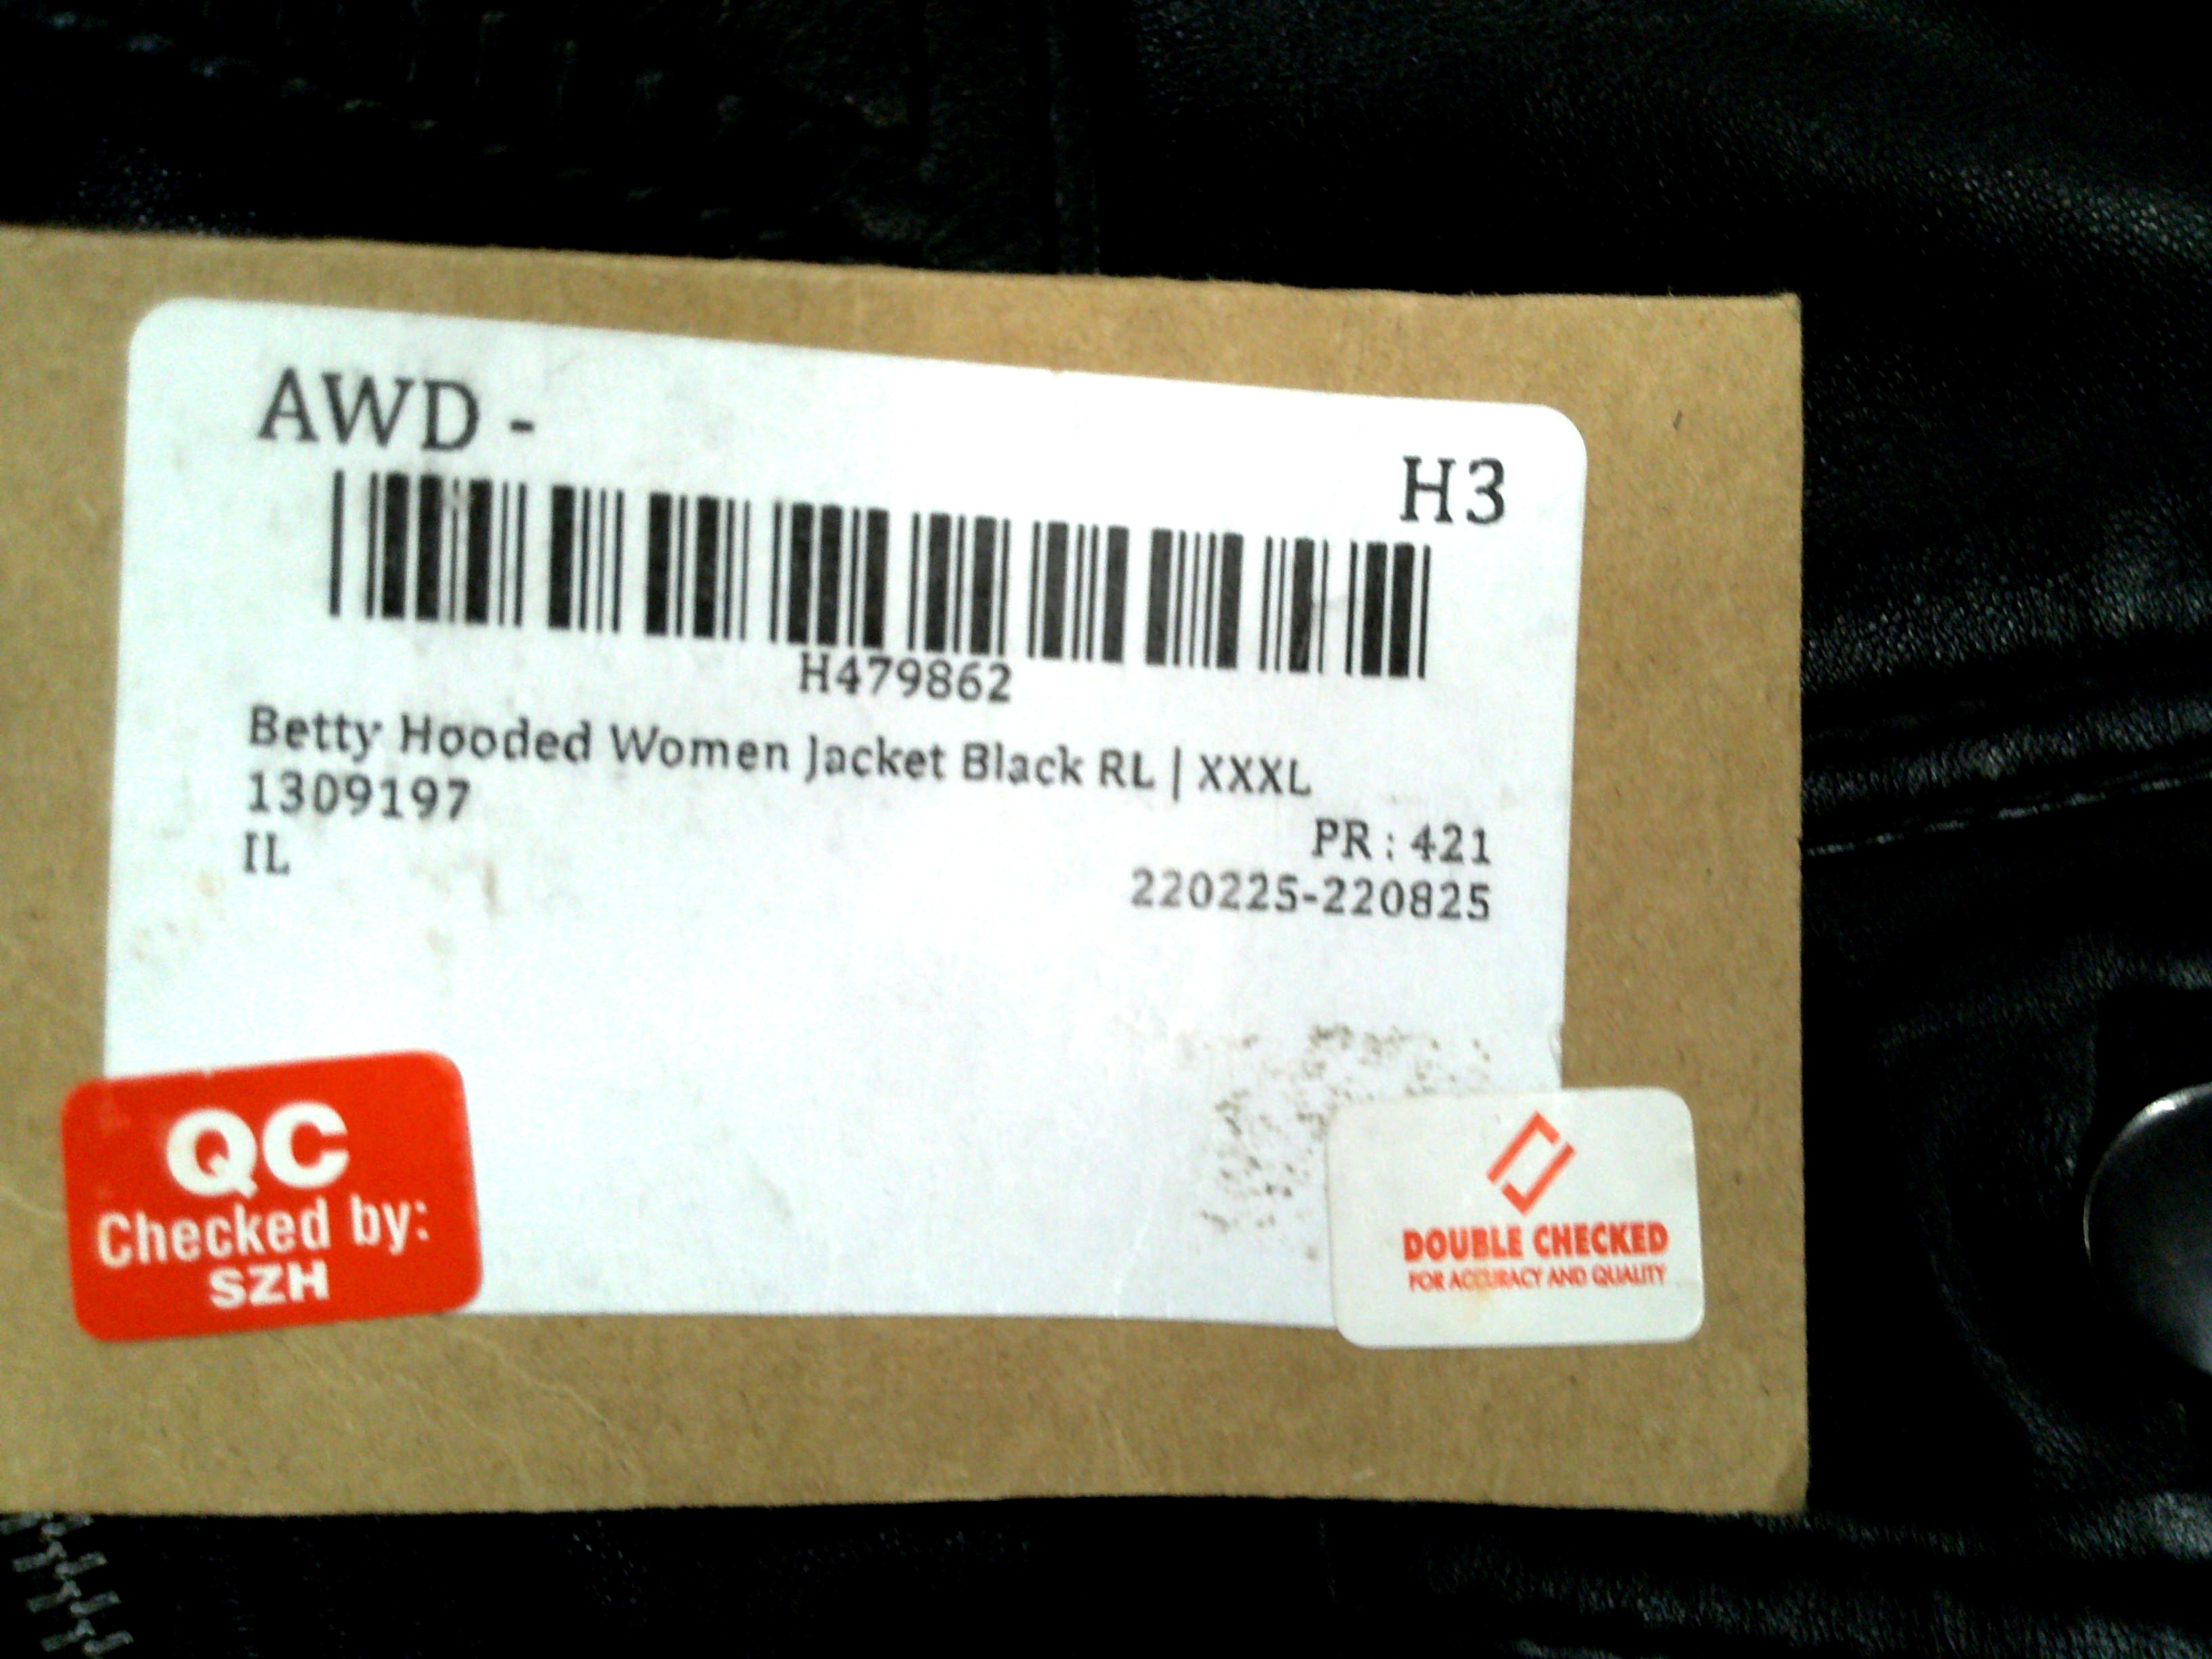 AWD -
H3
H479862
Betty Hooded Women Jacket Black RL | XXXL
1309197
PR : 421
IL
220225-220825
QC
Checked by:
SZH
DOUBLE CHECKED
FOR ACCURACY AND QUALITY